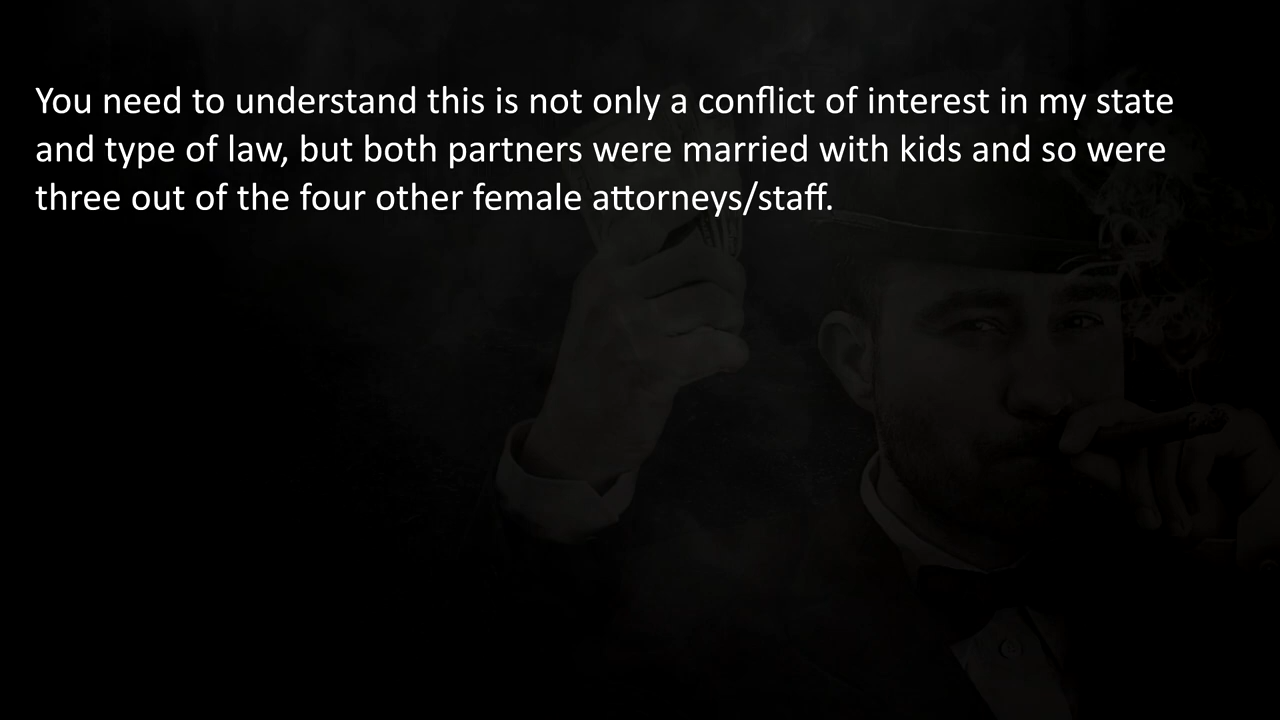 You need to understand this is not only a conflict of interest in my state
and type of law, but both partners were married with kids and so were
three out of the four other female attorneys/staff.